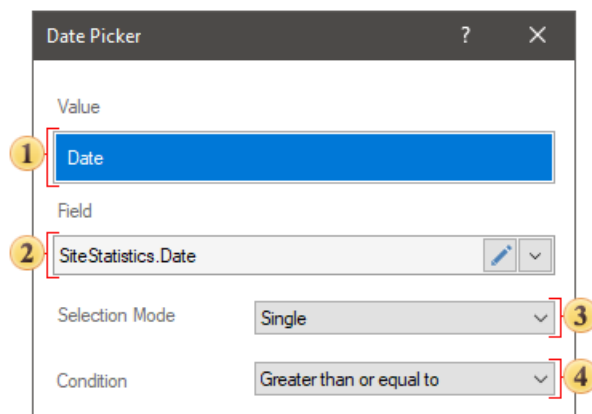 Date Picker ? ×
Value
1 Date
Field
2 SiteStatistics.Date
Selection Mode Single 3
Condition Greater than or equal to 4